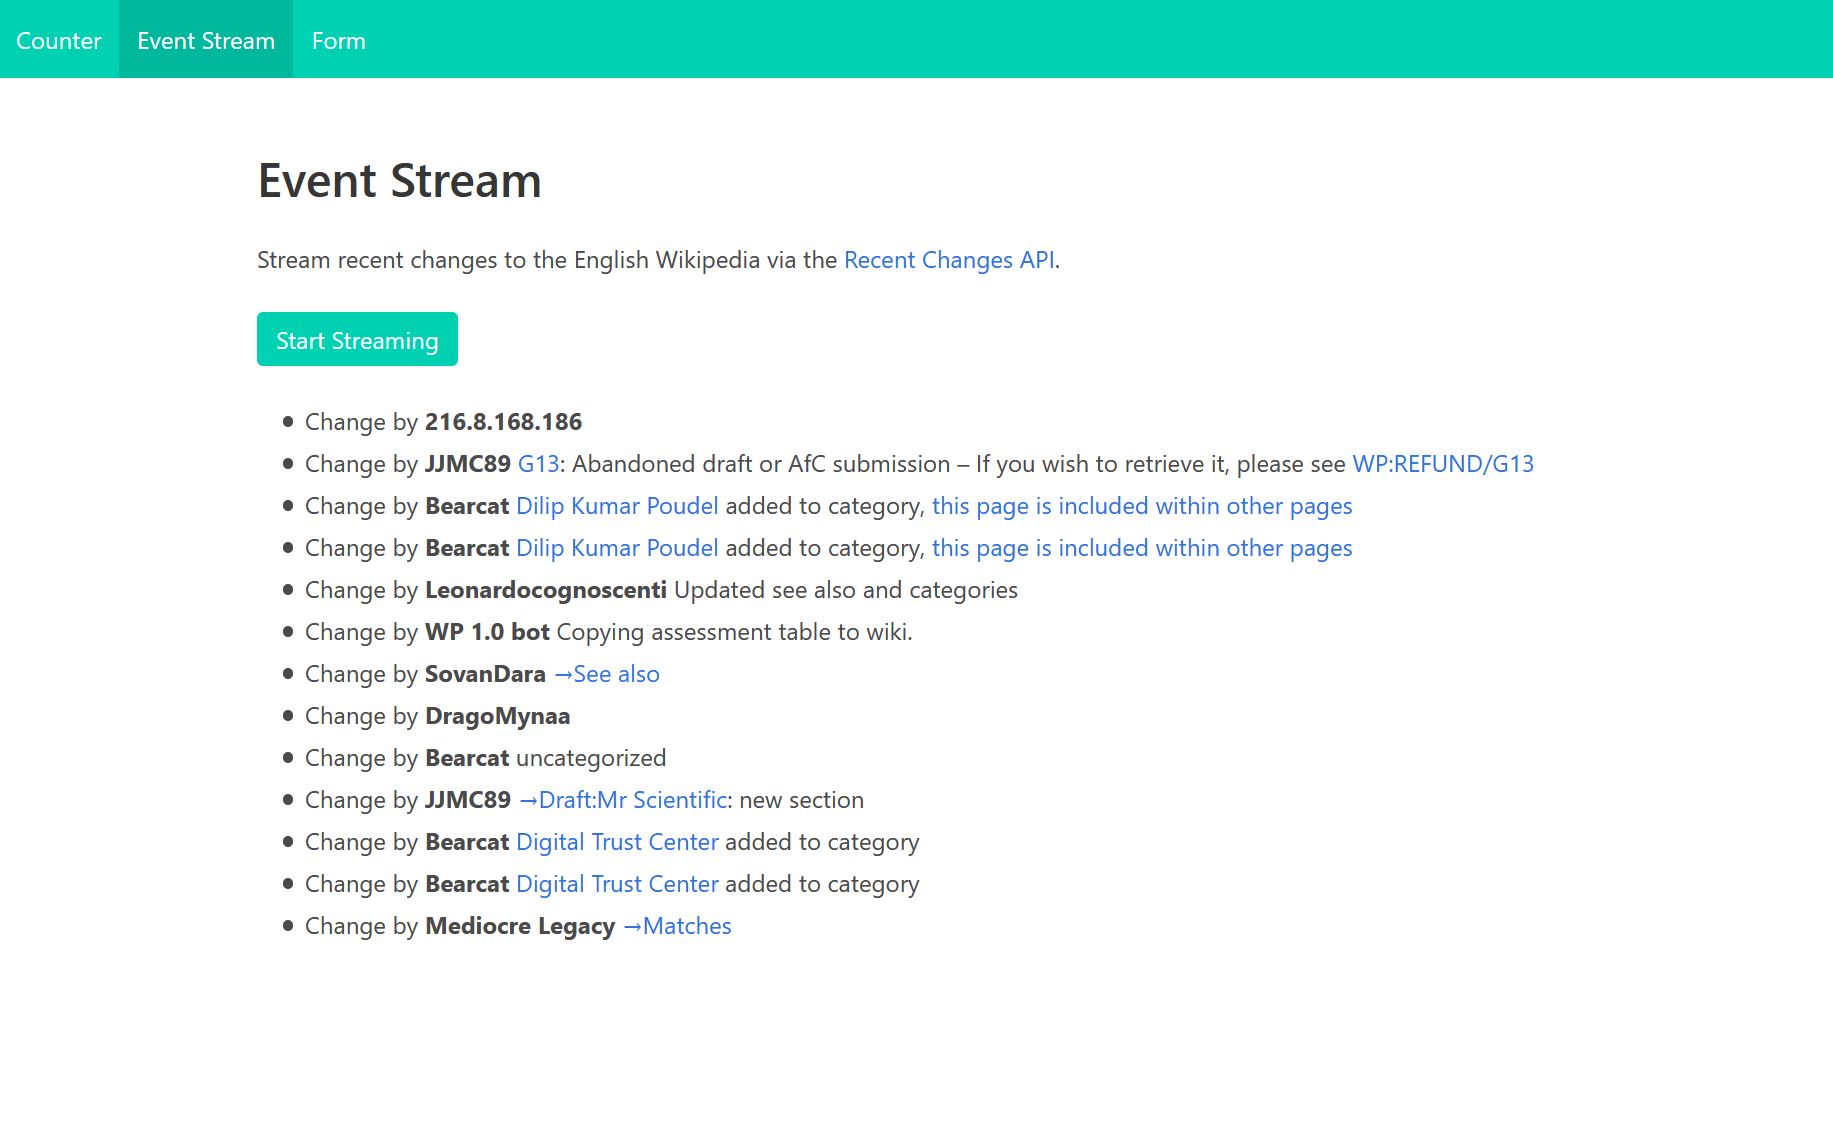 Counter Event Stream Form
Event Stream
Stream recent changes to the English Wikipedia via the Recent Changes API.
Start Streaming
Change by 216.8.168.186
Change by JJMC89 G13: Abandoned draft or AfC submission – If you wish to retrieve it, please see WP:REFUND/G13
Change by Bearcat Dilip Kumar Poudel added to category, this page is included within other pages
Change by Bearcat Dilip Kumar Poudel added to category, this page is included within other pages
Change by Leonardocognoscenti Updated see also and categories
Change by WP 1.0 bot Copying assessment table to wiki.
Change by SovanDara →See also
Change by DragoMynaa
Change by Bearcat uncategorized
Change by JJMC89 →Draft:Mr Scientific: new section
Change by Bearcat Digital Trust Center added to category
Change by Bearcat Digital Trust Center added to category
Change by Mediocre Legacy →Matches